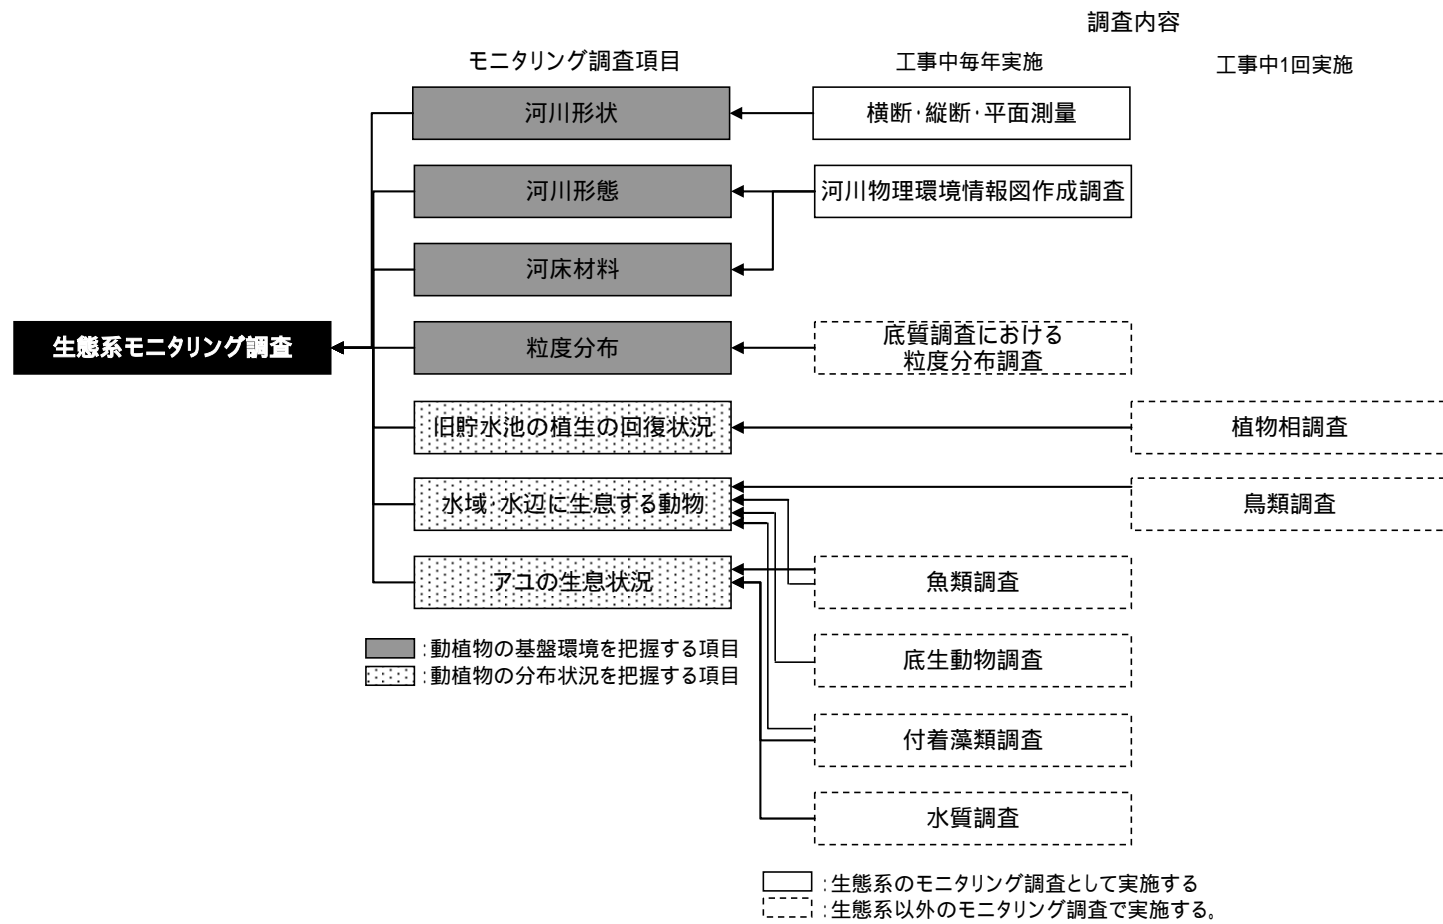 調査内容
モニタリング調査項目
工事中毎年実施
工事中1回実施
河川形状
横断・縦断・平面測量
河川形態
河川物理環境情報図作成調査
河床材料
生態系モニタリング調査
粒度分布
底質調査における
粒度分布調査
旧貯水池の植生の回復状況
植物相調査
水域・水辺に生息する動物
鳥類調査
アユの生息状況
魚類調査
:動植物の基盤環境を把握する項目
:動植物の分布状況を把握する項目
底生動物調査
付着藻類調査
水質調査
:生態系のモニタリング調査として実施する
:生態系以外のモニタリング調査で実施する。